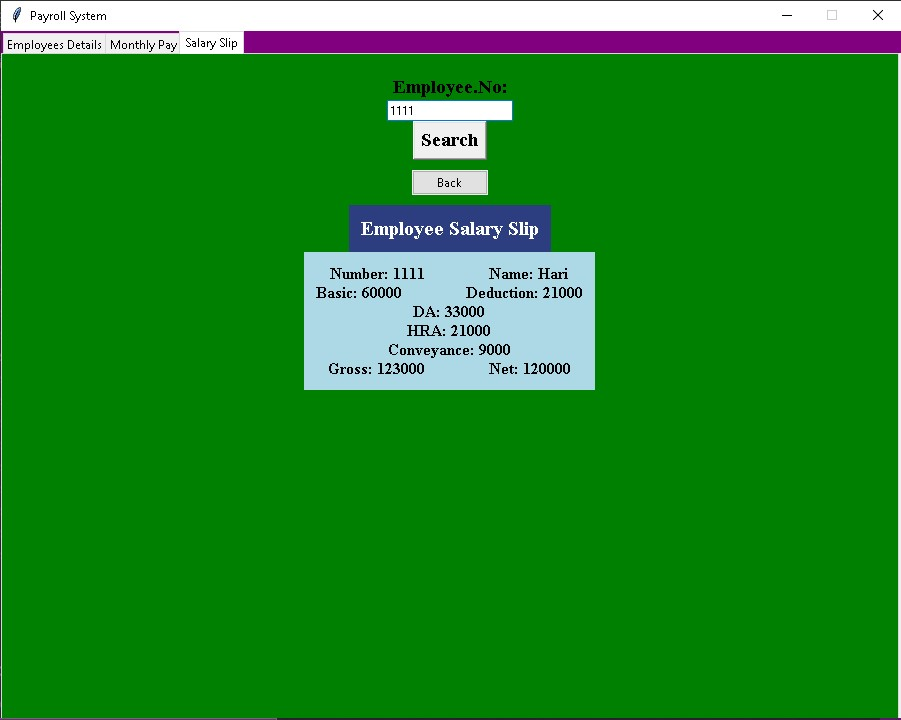 Payroll System
Employees Details Monthly Pay Salary Slip
Employee.No:
1111
Search
Back
Employee Salary Slip
Number: 1111 Name: Hari
Basic: 60000 Deduction: 21000
DA: 33000
HRA: 21000
Conveyance: 9000
Gross: 123000 Net: 120000